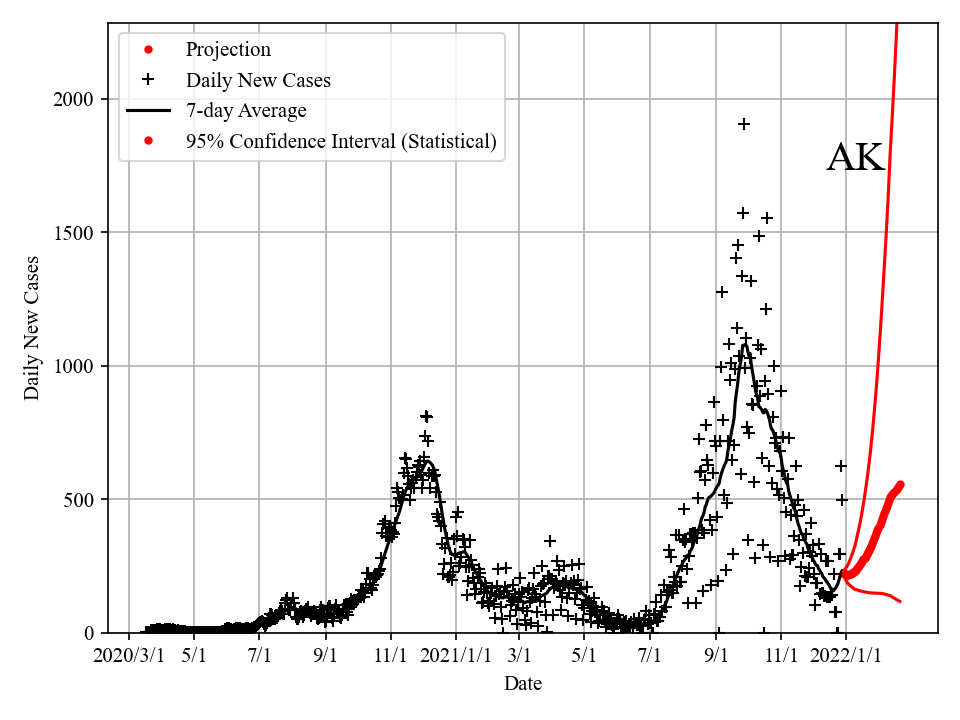 Projection
Daily New Cases
7-day Average
95% Confidence Interval (Statistical)
AK
2000
1500
1000
500
0
Daily New Cases
2020/3/1 5/1 7/1 9/1 11/1 2021/1/1 3/1 5/1 7/1 9/1 11/1 2022/1/1
Date